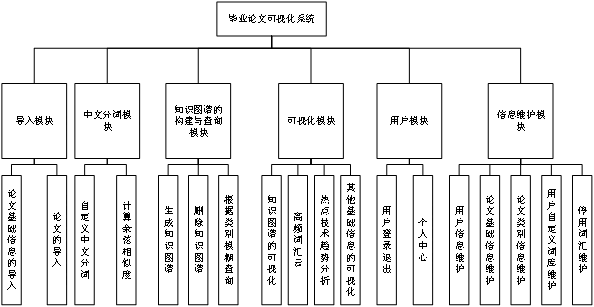 毕业论文可视化系统
导入模块
中文分词模块
知识图谱的构建与查询模块
可视化模块
用户模块
信息维护模块
论文基础信息的导入
论文的导入
自定义中文分词
计算余弦相似度
生成知识图谱
删除知识图谱
根据类别模糊查询
知识图谱的可视化
高频词汇云
热点技术趋势分析
其他基础信息的可视化
用户登录退出
个人中心
用户信息维护
论文基础信息维护
论文类别信息维护
用户自定义词库维护
停用词汇维护